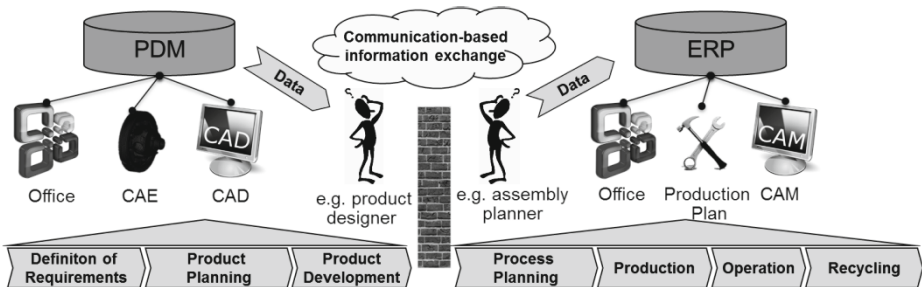 PDM
Communication-based
information exchange
ERP
Data
Data
?
?
CAD
CAM
Office
CAE
CAD
e.g. product
designer
e.g. assembly
planner
Office
Production
Plan
CAM
Definiton of
Requirements
Product
Planning
Product
Development
Process
Planning
Production
Operation
Recycling